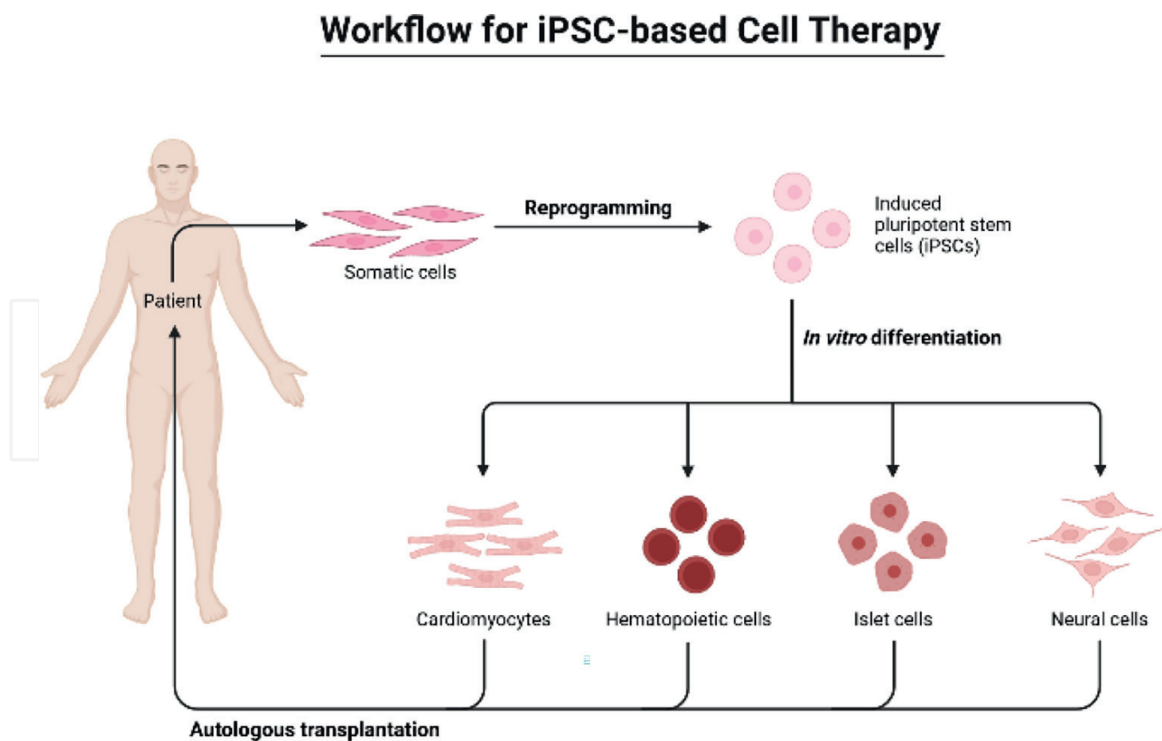 Workflow for iPSC-based Cell Therapy
Patient
Somatic cells
Reprogramming
Induced
pluripotent stem
cells (iPSCs)
In vitro differentiation
Cardiomyocytes
Hematopoietic cells
Islet cells
Neural cells
Autologous transplantation